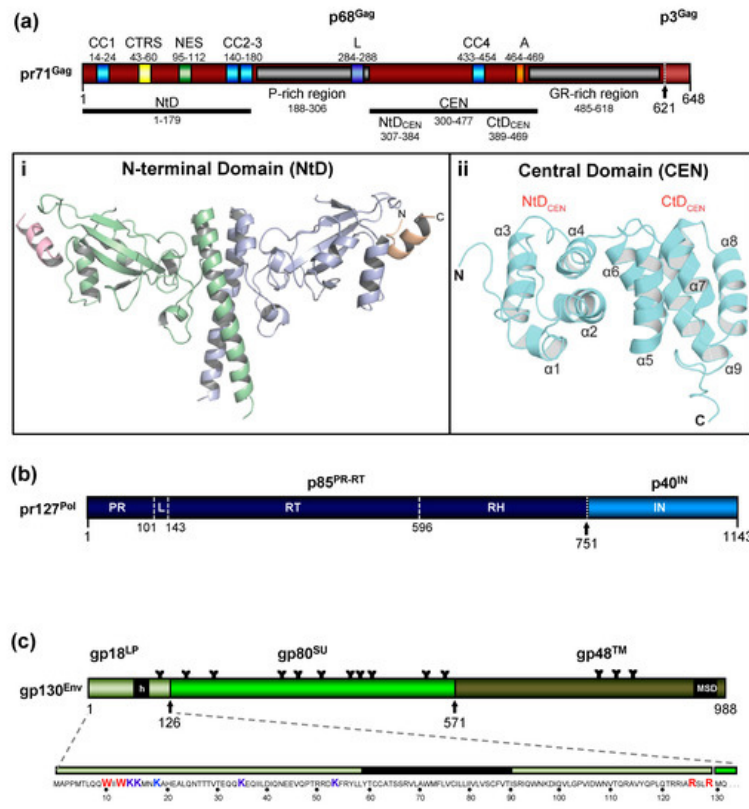 (a)
p68Gag p3Gag
CC1 CTRS NES CC2-3 L CC4 A
14-24 43-60 95-112 140-180 284-288 433-454 464-469
pr71Gag
1 NtD P-rich region CEN GR-rich region 621 648
1-179 188-306 300-477 485-618
NtDCEN CtDCEN
307-384 389-469
i N-terminal Domain (NtD)
N
C
ii Central Domain (CEN)
NtDCEN CtDCEN
α3 α4 α8
N α6 α7
α2
α1 α5 α9
C
(b)
p85PR-RT p40IN
pr127Pol PR L RT RH IN
1 101 143 596 751 1143
(c)
gp18LP gp80SU gp48TM
gp130Env h MSD
1 126 571 988
MAPPMTLQQWIIWKKMNKAHEALQNTTTVTEQQKEQIILDIQNEEVQPTRRDKFRYLLYTCCATSSRVLAWMFLVCILLIIVLVSCFVTISRIQWNKDIQVLGPVIDWNVTQRAVYQPLQTRRIARSLRMQ....
10 20 30 40 50 60 70 80 90 100 110 120 130